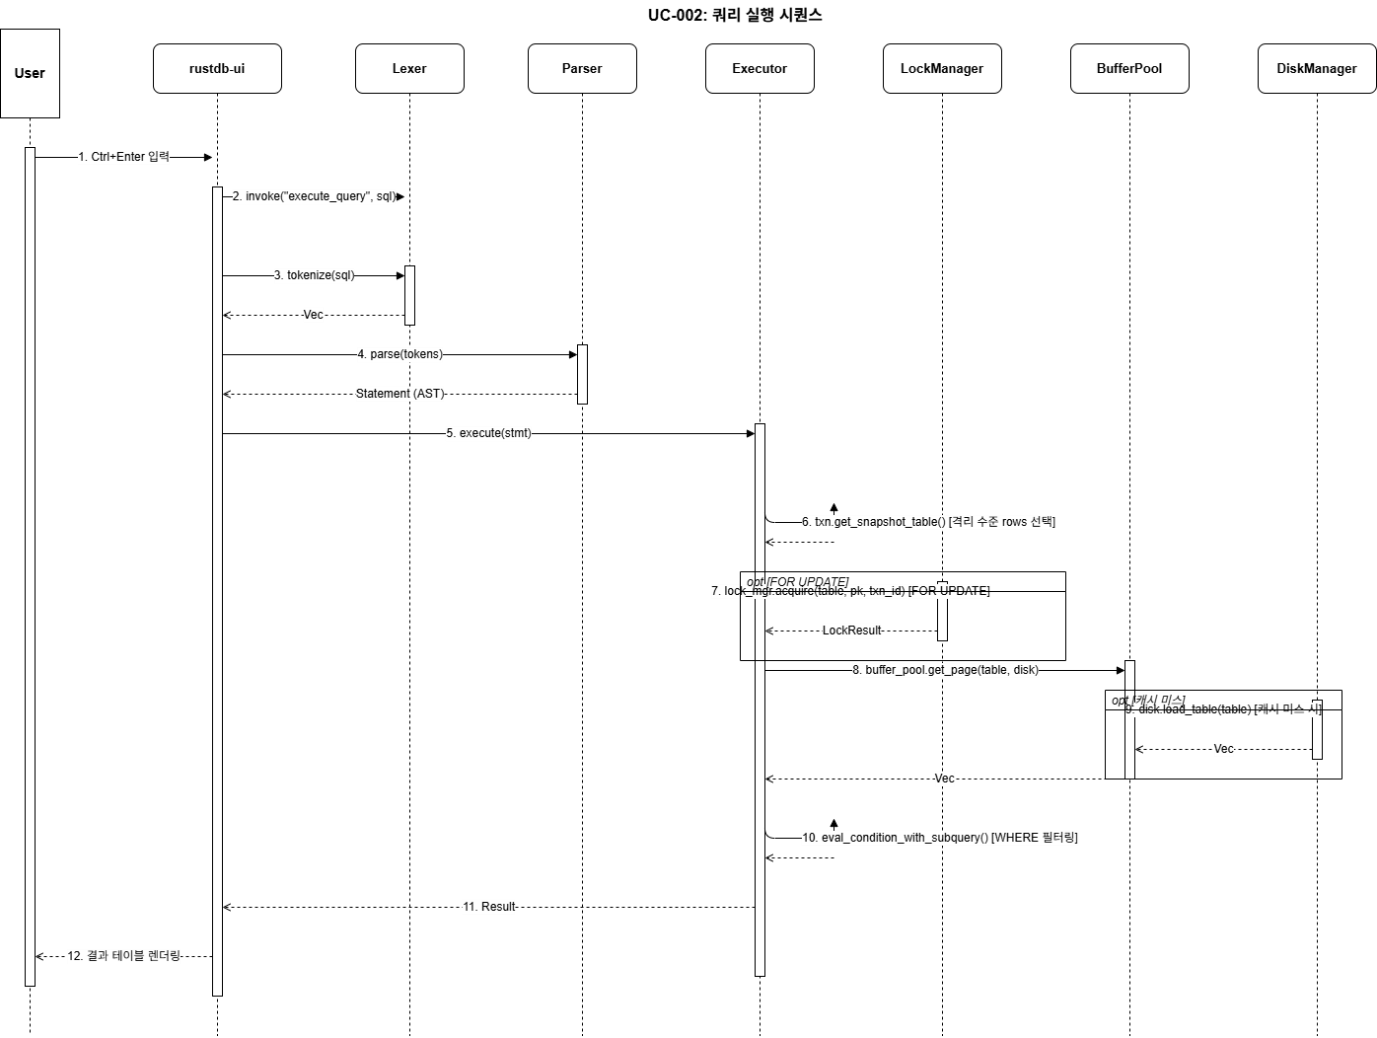 UC-002: 쿼리 실행 시퀀스
User
rustdb-ui
Lexer
Parser
Executor
LockManager
BufferPool
DiskManager
1. Ctrl+Enter 입력
2. invoke("execute_query", sql)
3. tokenize(sql)
Vec
4. parse(tokens)
Statement (AST)
5. execute(stmt)
6. txn.get_snapshot_table() [격리 수준 rows 선택]
opt [FOR UPDATE]
7. lock_mgr.acquire(table, pk, txn_id) [FOR UPDATE]
LockResult
8. buffer_pool.get_page(table, disk)
opt [캐시 미스]
9. disk.load_table(table) [캐시 미스 시]
Vec
Vec
10. eval_condition_with_subquery() [WHERE 필터링]
11. Result
12. 결과 테이블 렌더링